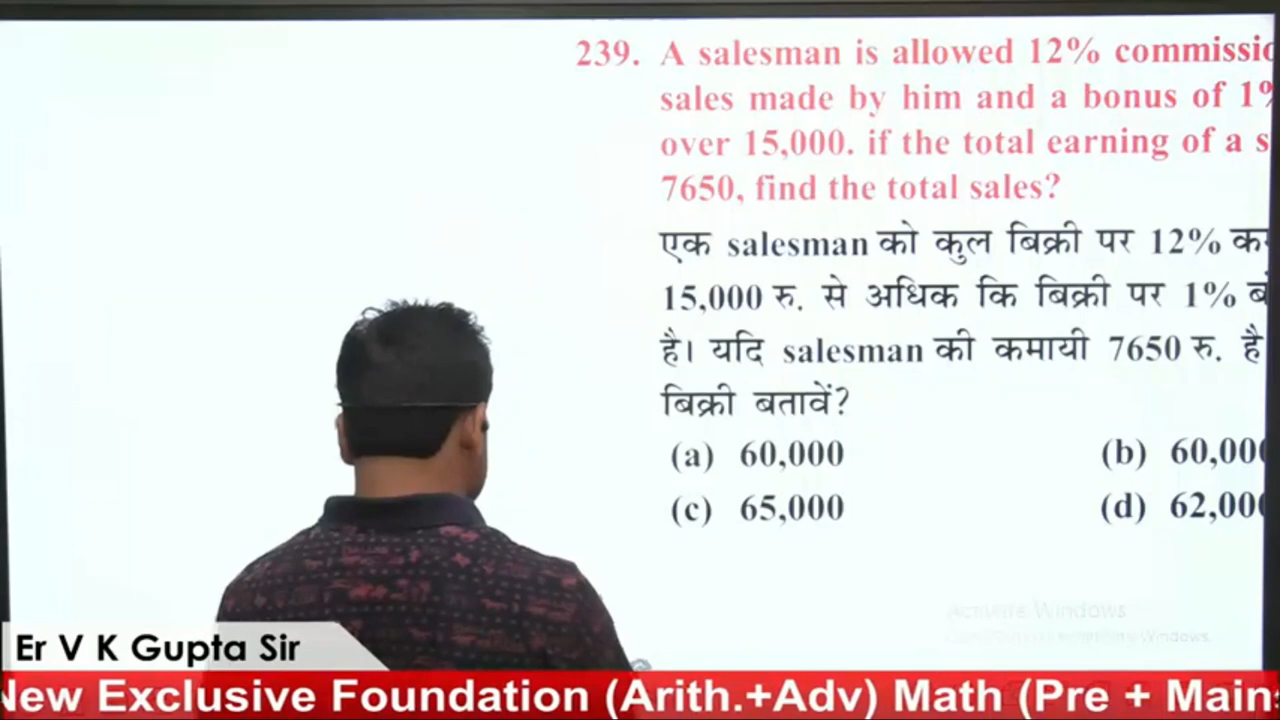 239. A salesman is allowed 12% commissio
sales made by him and a bonus of 1%
over 15,000. if the total earning of a s
7650, find the total sales?
एक salesman को कुल बिक्री पर 12% क
15,000 रु. से अधिक कि बिक्री पर 1% ब
है। यदि salesman की कमायी 7650 रु. है
बिक्री बतावें?
(a) 60,000 (b) 60,000
(c) 65,000 (d) 62,000
Activate Windows
Er V K Gupta Sir
New Exclusive Foundation (Arith.+Adv) Math (Pre + Mains